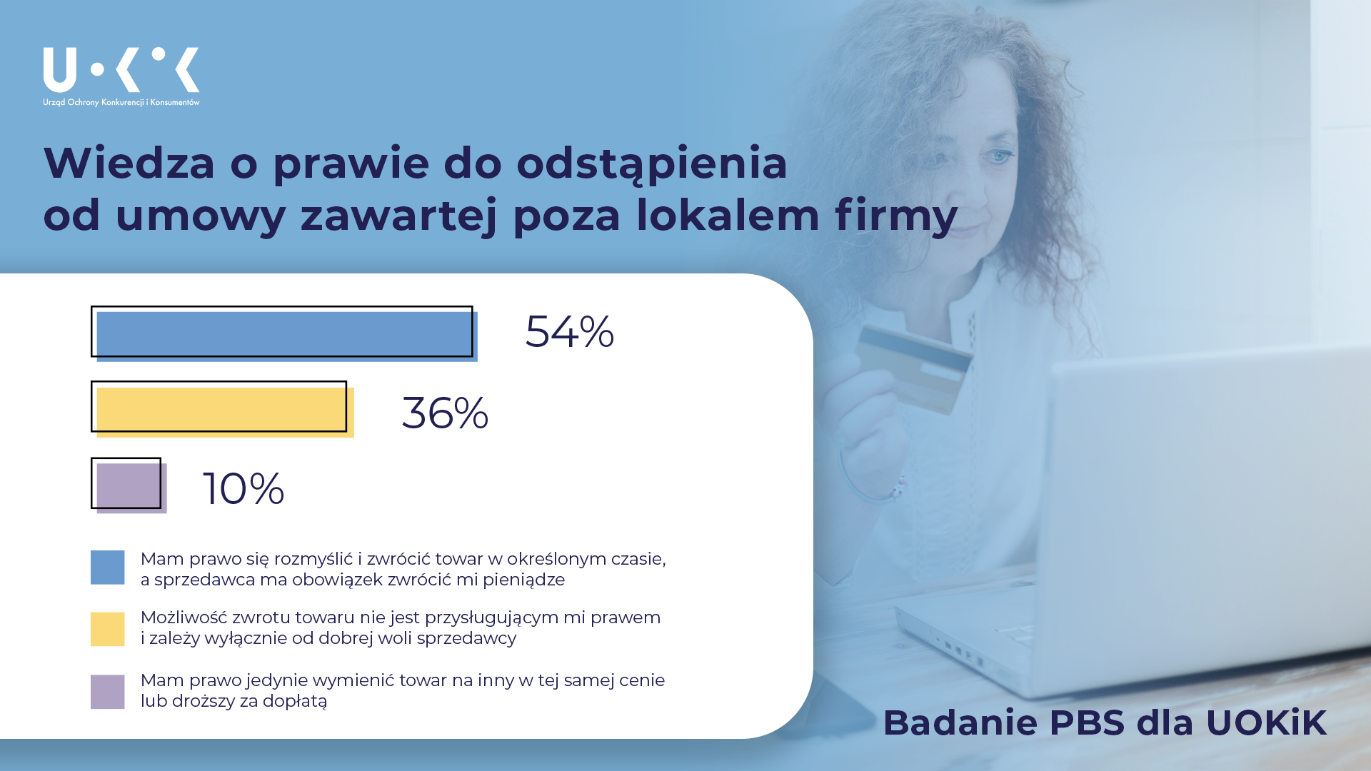 UOKiK
Urząd Ochrony Konkurencji i Konsumentów
Wiedza o prawie do odstąpienia
od umowy zawartej poza lokalem firmy
54%
36%
10%
Mam prawo się rozmyślić i zwrócić towar w określonym czasie,
a sprzedawca ma obowiązek zwrócić mi pieniądze
Możliwość zwrotu towaru nie jest przysługującym mi prawem
i zależy wyłącznie od dobrej woli sprzedawcy
Mam prawo jedynie wymienić towar na inny w tej samej cenie
lub droższy za dopłatą
Badanie PBS dla UOKiK